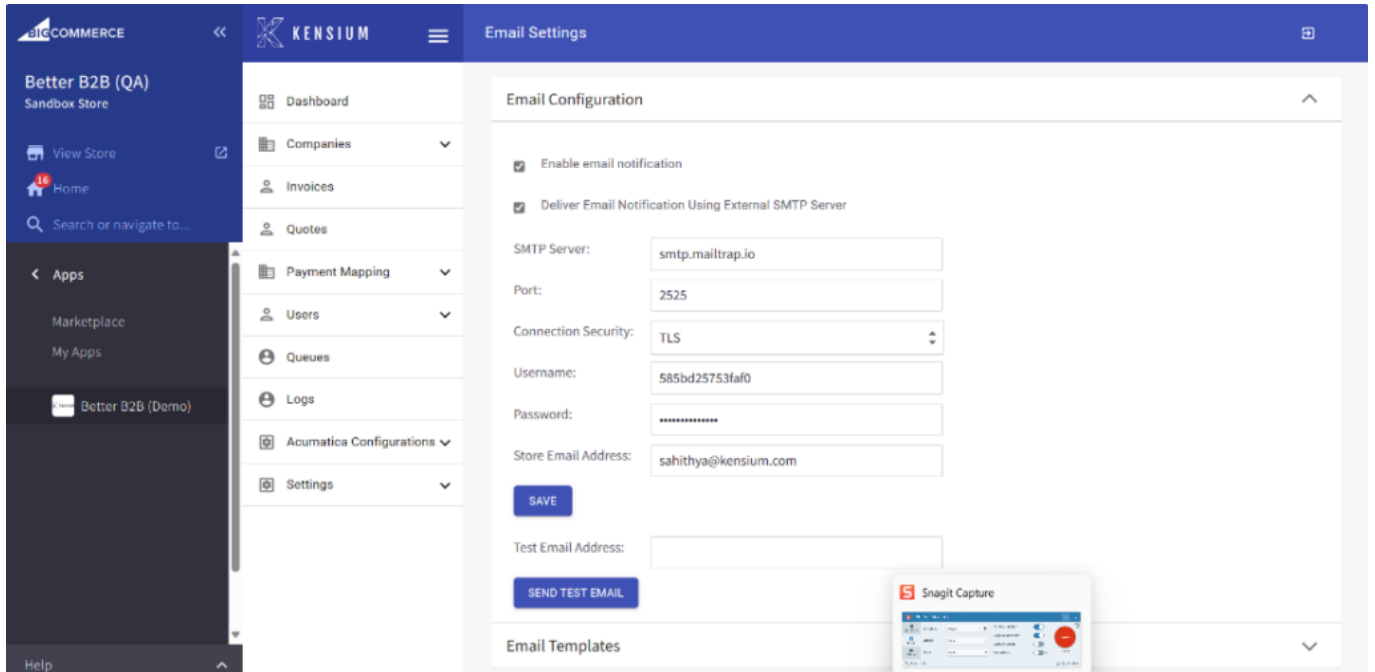 BIGCOMMERCE
Better B2B (QA)
Sandbox Store
View Store
16
Home
Search or navigate to...
Apps
Marketplace
My Apps
Better B2B (Demo)
Help
KENSIUM
Dashboard
Companies
Invoices
Quotes
Payment Mapping
Users
Queues
Logs
Acumatica Configurations
Settings
Email Settings
Email Configuration
Enable email notification
Deliver Email Notification Using External SMTP Server
SMTP Server: smtp.mailtrap.io
Port: 2525
Connection Security: TLS
Username: 585bd25753faf0
Password: ••••••••••••••
Store Email Address: sahithya@kensium.com
SAVE
Test Email Address:
SEND TEST EMAIL
S Snagit Capture
Email Templates